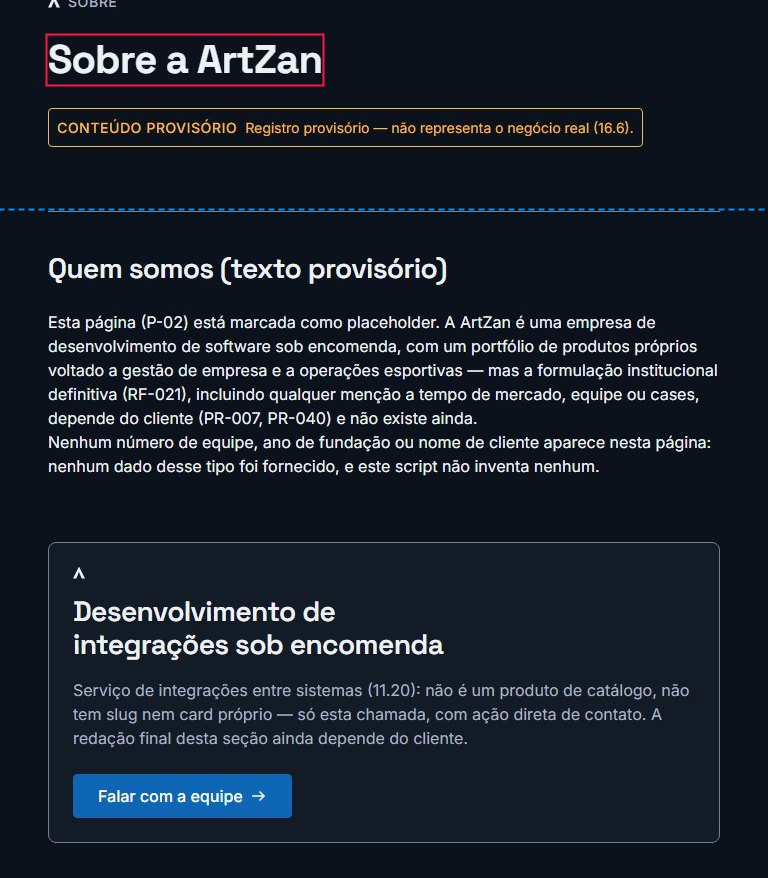 SOBRE
Sobre a ArtZan
CONTEÚDO PROVISÓRIO Registro provisório — não representa o negócio real (16.6).
Quem somos (texto provisório)
Esta página (P-02) está marcada como placeholder. A ArtZan é uma empresa de
desenvolvimento de software sob encomenda, com um portfólio de produtos próprios
voltado a gestão de empresa e a operações esportivas — mas a formulação institucional
definitiva (RF-021), incluindo qualquer menção a tempo de mercado, equipe ou cases,
depende do cliente (PR-007, PR-040) e não existe ainda.
Nenhum número de equipe, ano de fundação ou nome de cliente aparece nesta página:
nenhum dado desse tipo foi fornecido, e este script não inventa nenhum.
Desenvolvimento de
integrações sob encomenda
Serviço de integrações entre sistemas (11.20): não é um produto de catálogo, não
tem slug nem card próprio — só esta chamada, com ação direta de contato. A
redação final desta seção ainda depende do cliente.
Falar com a equipe →